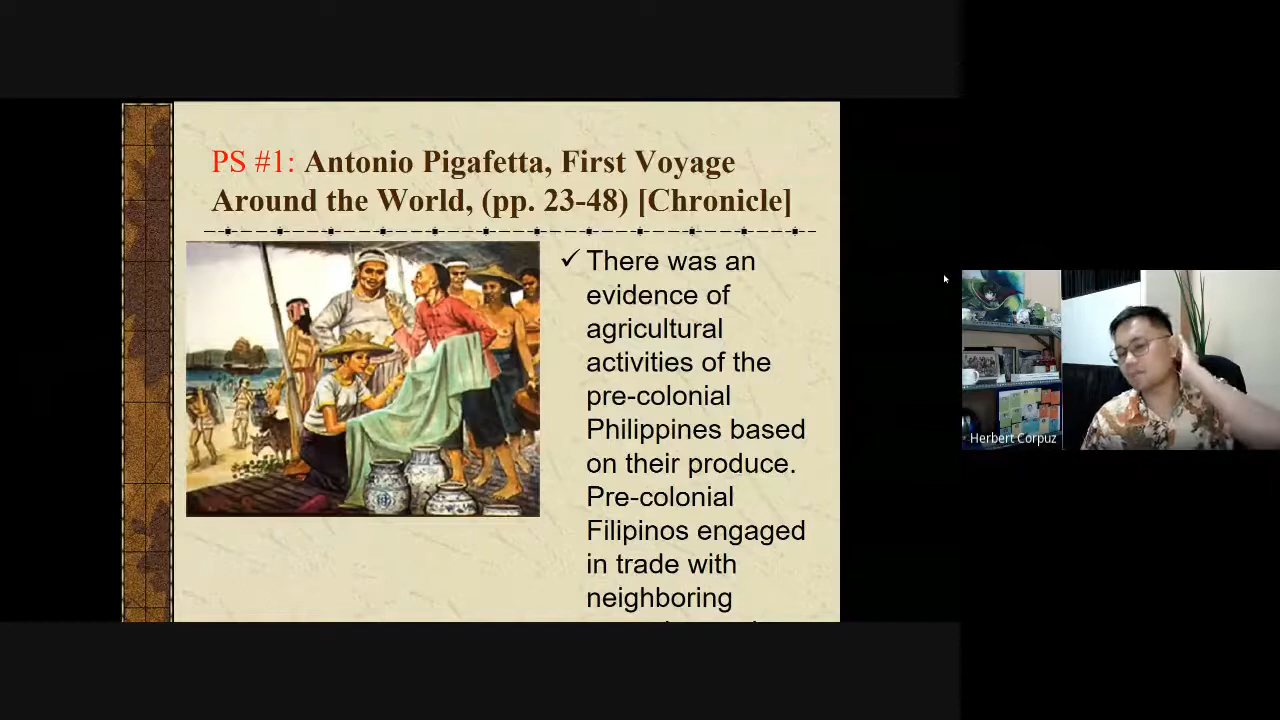 PS #1: Antonio Pigafetta, First Voyage
Around the World, (pp. 23-48) [Chronicle]
✓ There was an
evidence of
agricultural
activities of the
pre-colonial
Philippines based
on their produce.
Pre-colonial
Filipinos engaged
in trade with
neighboring
Herbert Corpuz